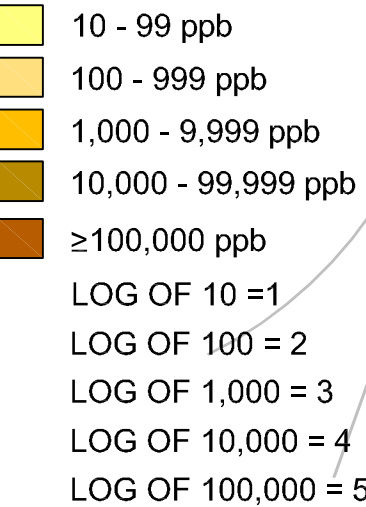 10 - 99 ppb
100 - 999 ppb
1,000 - 9,999 ppb
10,000 - 99,999 ppb
≥100,000 ppb
LOG OF 10 =1
LOG OF 100 = 2
LOG OF 1,000 = 3
LOG OF 10,000 = 4
LOG OF 100,000 = 5